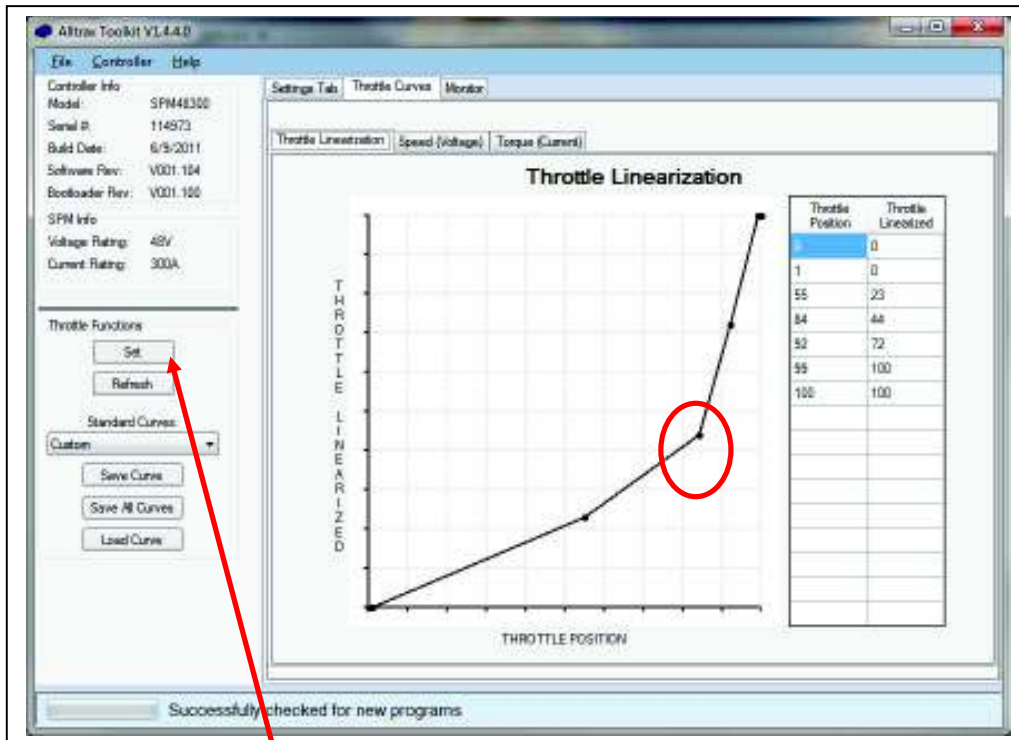 Alltrax Toolkit V1.4.4.0
File Controller Help
Controller Info
Model: SPM48300
Serial #: 114973
Build Date: 6/9/2011
Software Rev: V001.104
Bootloader Rev: V001.100
SPM Info
Voltage Rating: 48V
Current Rating: 300A
Throttle Functions
Set
Refresh
Standard Curves:
Custom
Save Curve
Save All Curves
Load Curve
Settings Tab Throttle Curves Monitor
Throttle Linearization Speed (Voltage) Torque (Current)
Throttle Linearization
THROTTLE LINEARIZED
THROTTLE POSITION
Throttle Position Throttle Linearized
0
1 0
55 23
84 44
92 72
99 100
100 100
Successfully checked for new programs